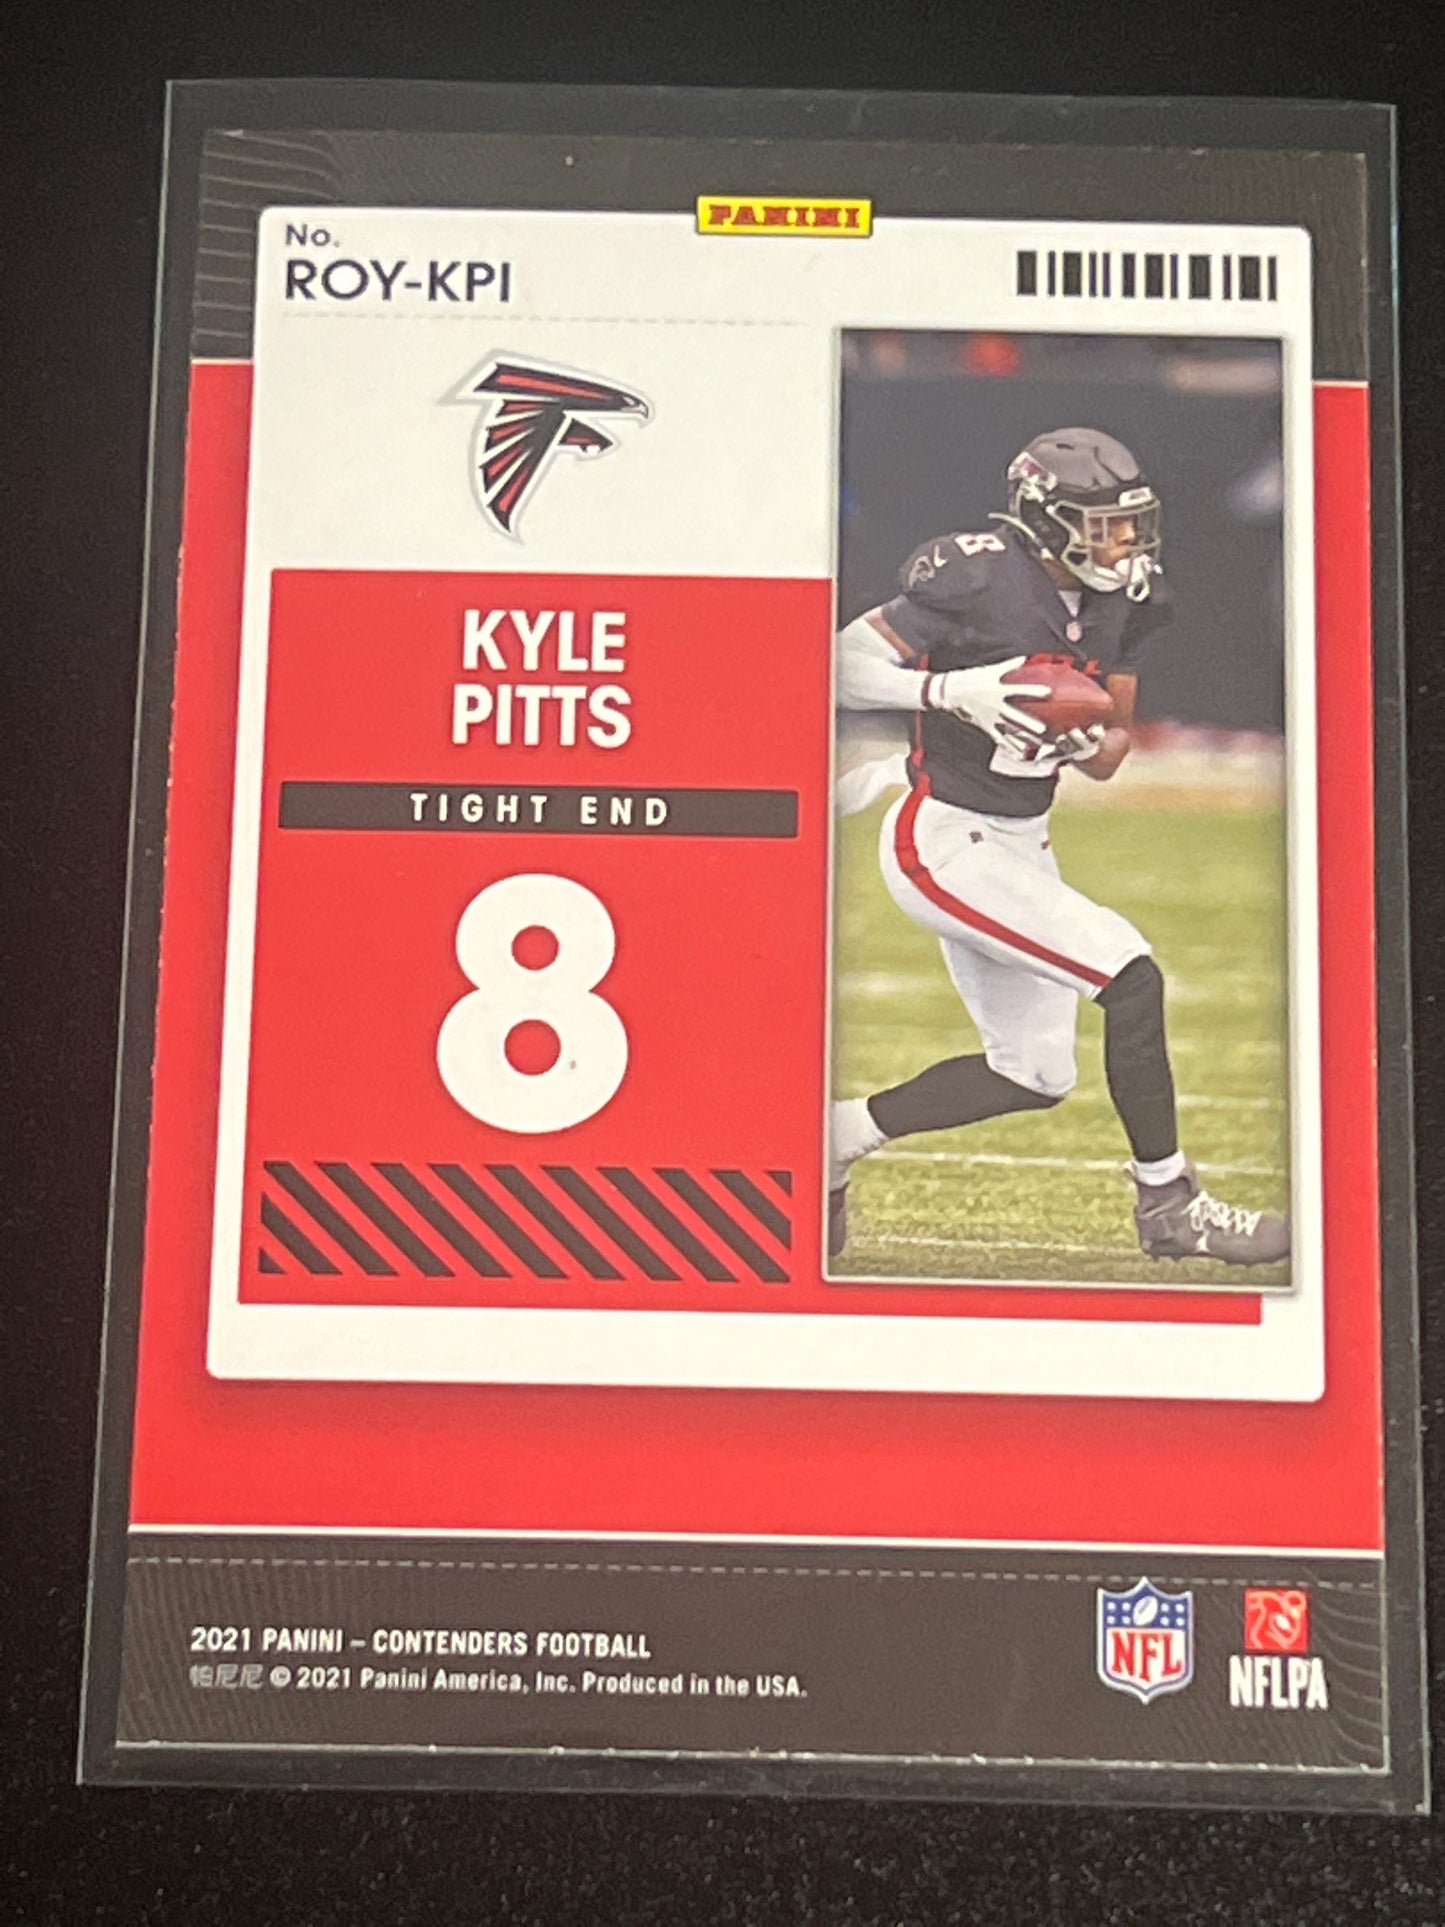 PANINI
No.
ROY-KPI
KYLE
PITTS
TIGHT END
8
2021 PANINI – CONTENDERS FOOTBALL
帕尼尼 © 2021 Panini America, Inc. Produced in the USA.
NFL
NFLPA
8